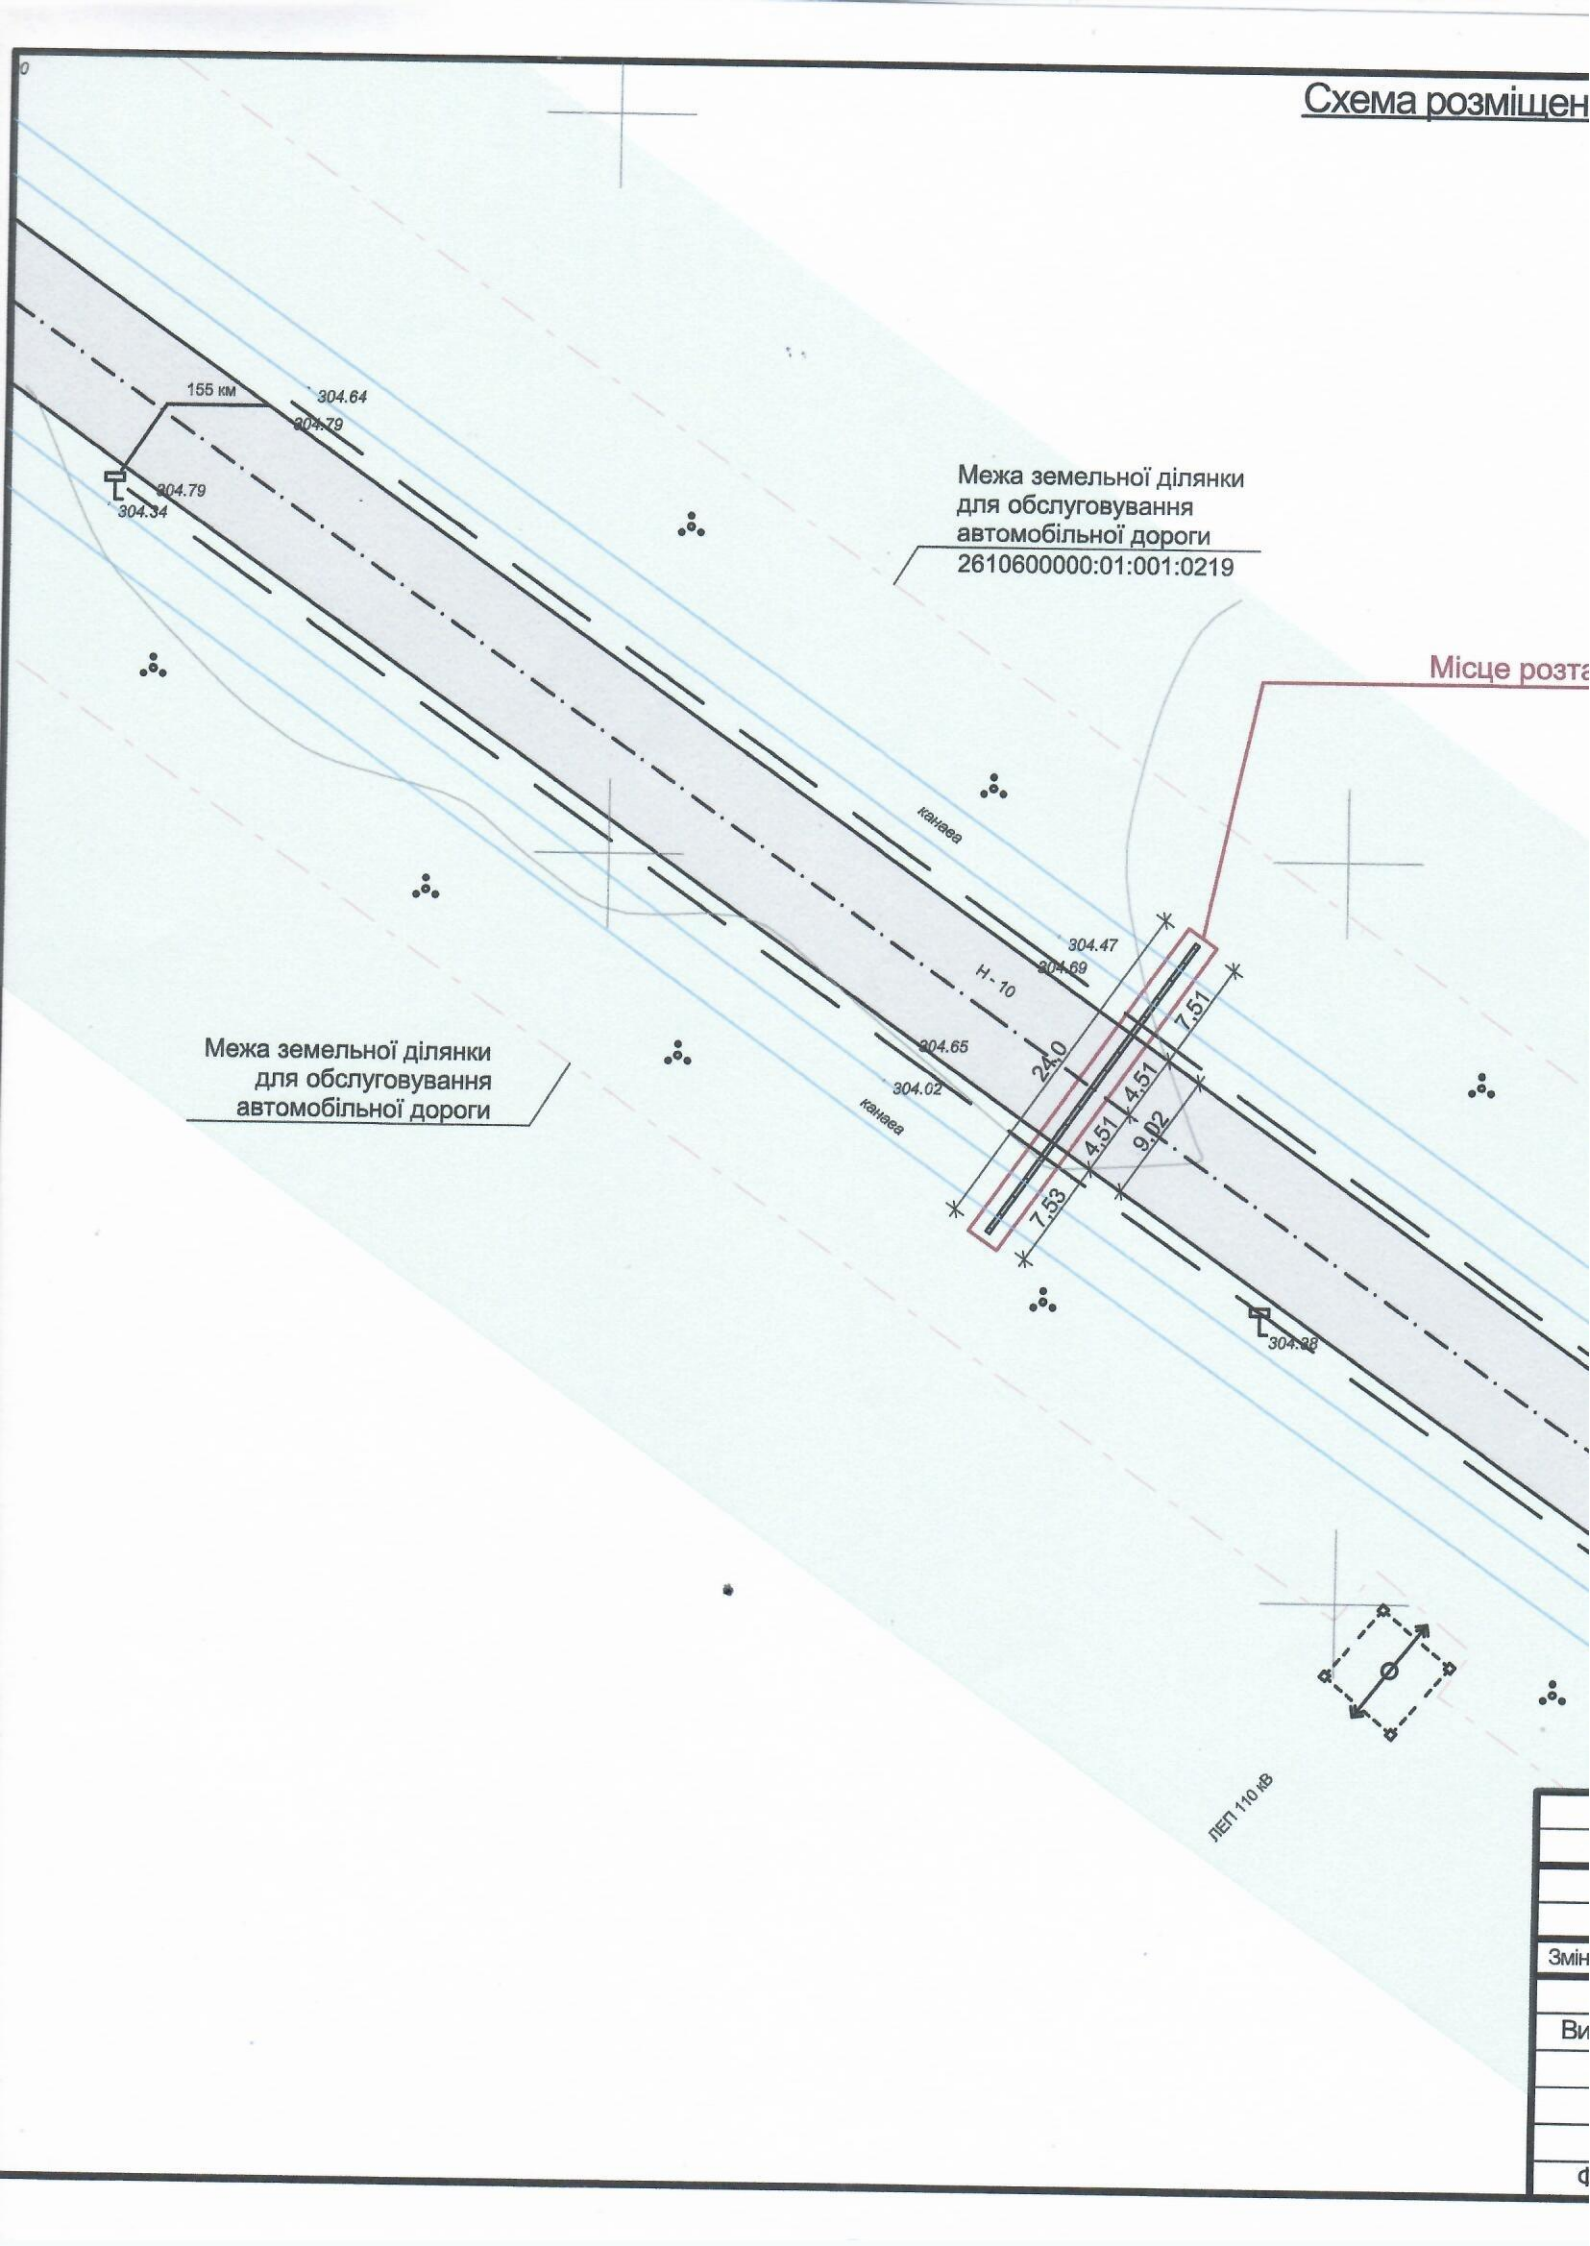 Схема розміщен
155 км
304.64
304.79
304.79
304.34
Межа земельної ділянки
для обслуговування
автомобільної дороги
2610600000:01:001:0219
Місце розта
канава
304.47
304.69
Н - 10
7,51
24,0
4,51
4,51
9,02
7,53
304.65
304.02
канава
Межа земельної ділянки
для обслуговування
автомобільної дороги
304.38
ЛЕП 110 кВ
Змін
Ви
Ф